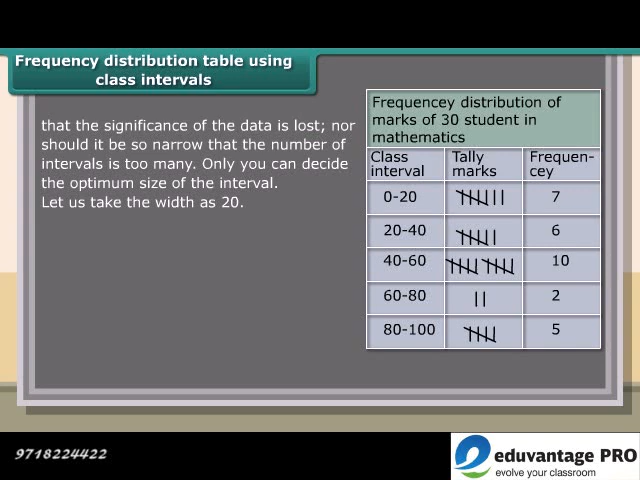 Frequency distribution table using
class intervals
that the significance of the data is lost; nor
should it be so narrow that the number of
intervals is too many. Only you can decide
the optimum size of the interval.
Let us take the width as 20.
Frequencey distribution of
marks of 30 student in
mathematics
Class interval Tally marks Frequen-cey
0-20 7
20-40 6
40-60 10
60-80 2
80-100 5
9718224422
eduvantage PRO
evolve your classroom